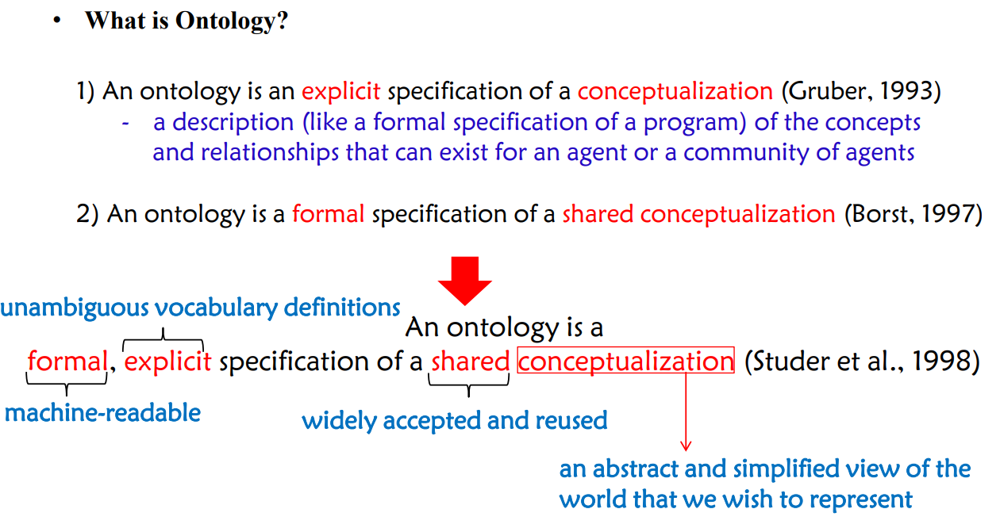 • What is Ontology?
1) An ontology is an explicit specification of a conceptualization (Gruber, 1993)
- a description (like a formal specification of a program) of the concepts
and relationships that can exist for an agent or a community of agents
2) An ontology is a formal specification of a shared conceptualization (Borst, 1997)
unambiguous vocabulary definitions
An ontology is a
formal, explicit specification of a shared conceptualization (Studer et al., 1998)
machine-readable
widely accepted and reused
an abstract and simplified view of the
world that we wish to represent